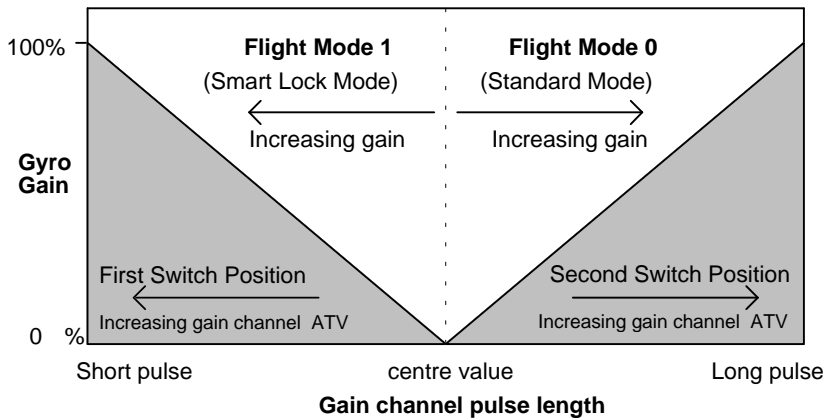 100%
Flight Mode 1
(Smart Lock Mode)
Increasing gain
Flight Mode 0
(Standard Mode)
Increasing gain
Gyro
Gain
First Switch Position
Increasing gain channel ATV
Second Switch Position
Increasing gain channel ATV
0 %
Short pulse
centre value
Long pulse
Gain channel pulse length